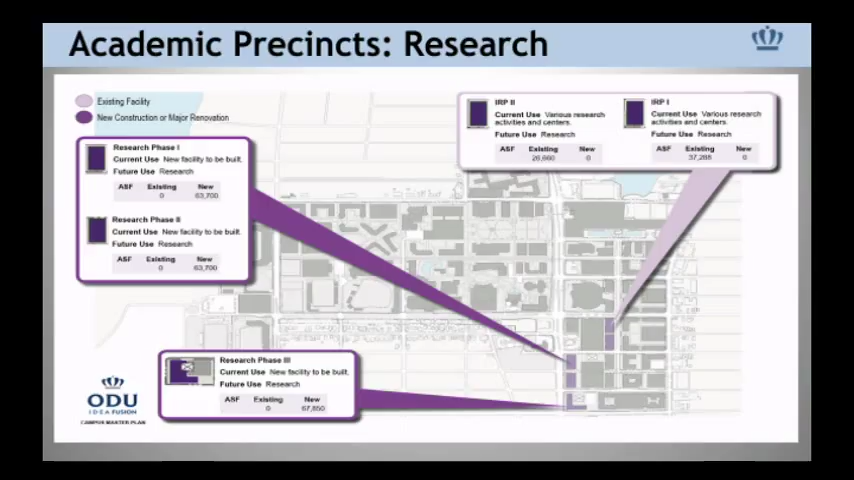 Academic Precincts: Research
Existing Facility
New Construction or Major Renovation
Research Phase I
Current Use New facility to be built.
Future Use Research
ASF Existing New
0 63,700
Research Phase II
Current Use New facility to be built.
Future Use Research
ASF Existing New
0 63,700
IRP II
Current Use Various research
activities and centers.
Future Use Research
ASF Existing New
26,660 0
IRP I
Current Use Various research
activities and centers.
Future Use Research
ASF Existing New
37,288 0
Research Phase III
Current Use New facility to be built.
Future Use Research
ASF Existing New
0 67,850
ODU
IDEA FUSION
CAMPUS MASTER PLAN